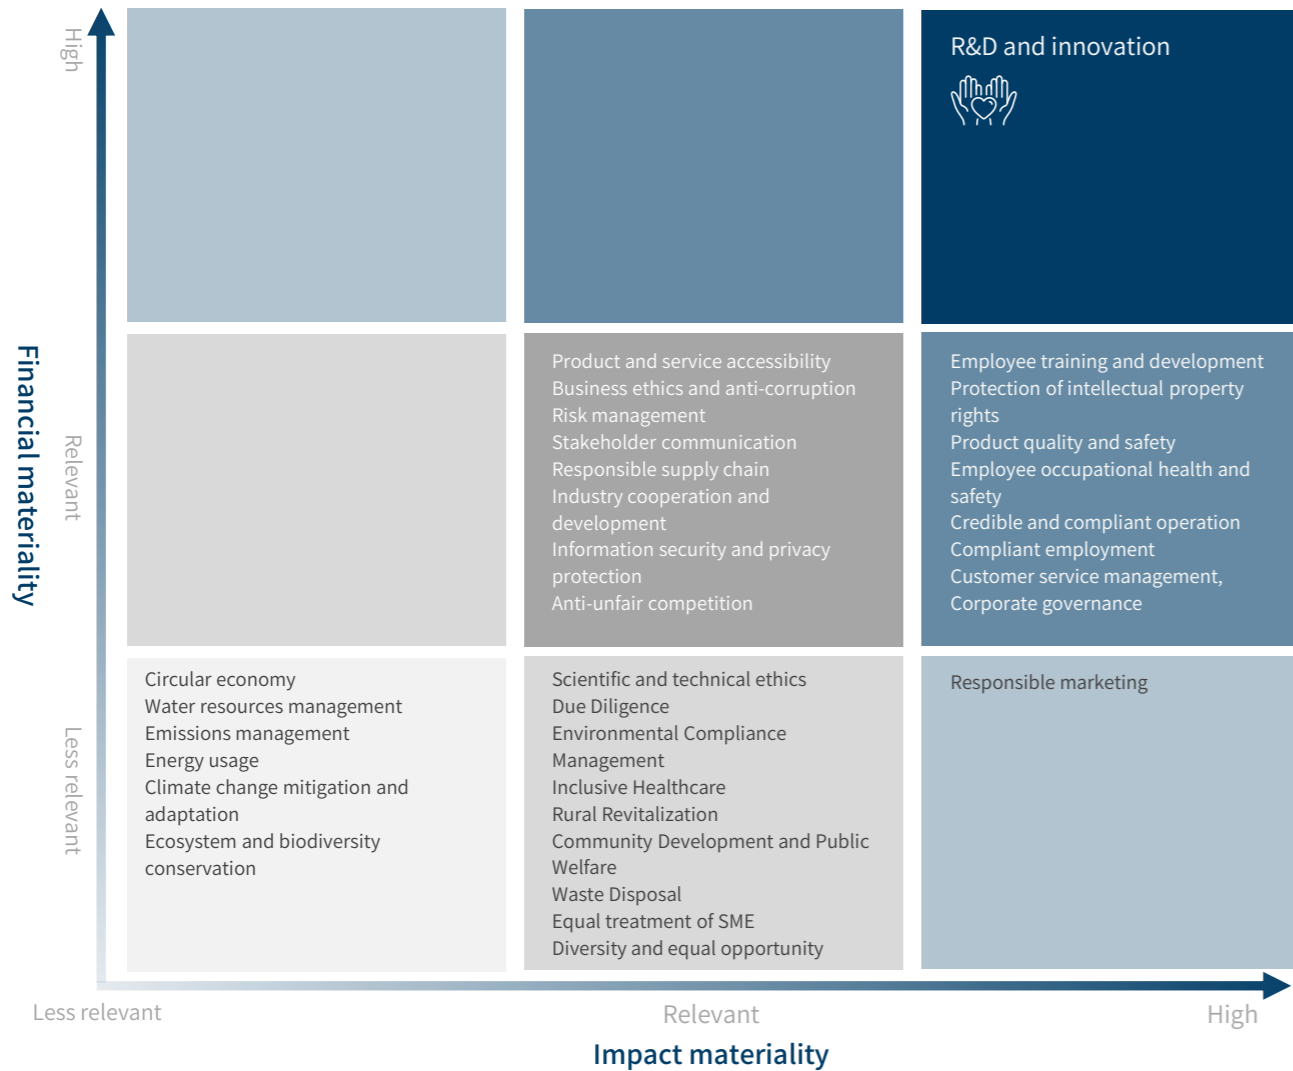 High
R&D and innovation
Financial materiality
Relevant
Product and service accessibility
Business ethics and anti-corruption
Risk management
Stakeholder communication
Responsible supply chain
Industry cooperation and
development
Information security and privacy
protection
Anti-unfair competition
Employee training and development
Protection of intellectual property
rights
Product quality and safety
Employee occupational health and
safety
Credible and compliant operation
Compliant employment
Customer service management,
Corporate governance
Less relevant
Circular economy
Water resources management
Emissions management
Energy usage
Climate change mitigation and
adaptation
Ecosystem and biodiversity
conservation
Scientific and technical ethics
Due Diligence
Environmental Compliance
Management
Inclusive Healthcare
Rural Revitalization
Community Development and Public
Welfare
Waste Disposal
Equal treatment of SME
Diversity and equal opportunity
Responsible marketing
Less relevant
Relevant
High
Impact materiality